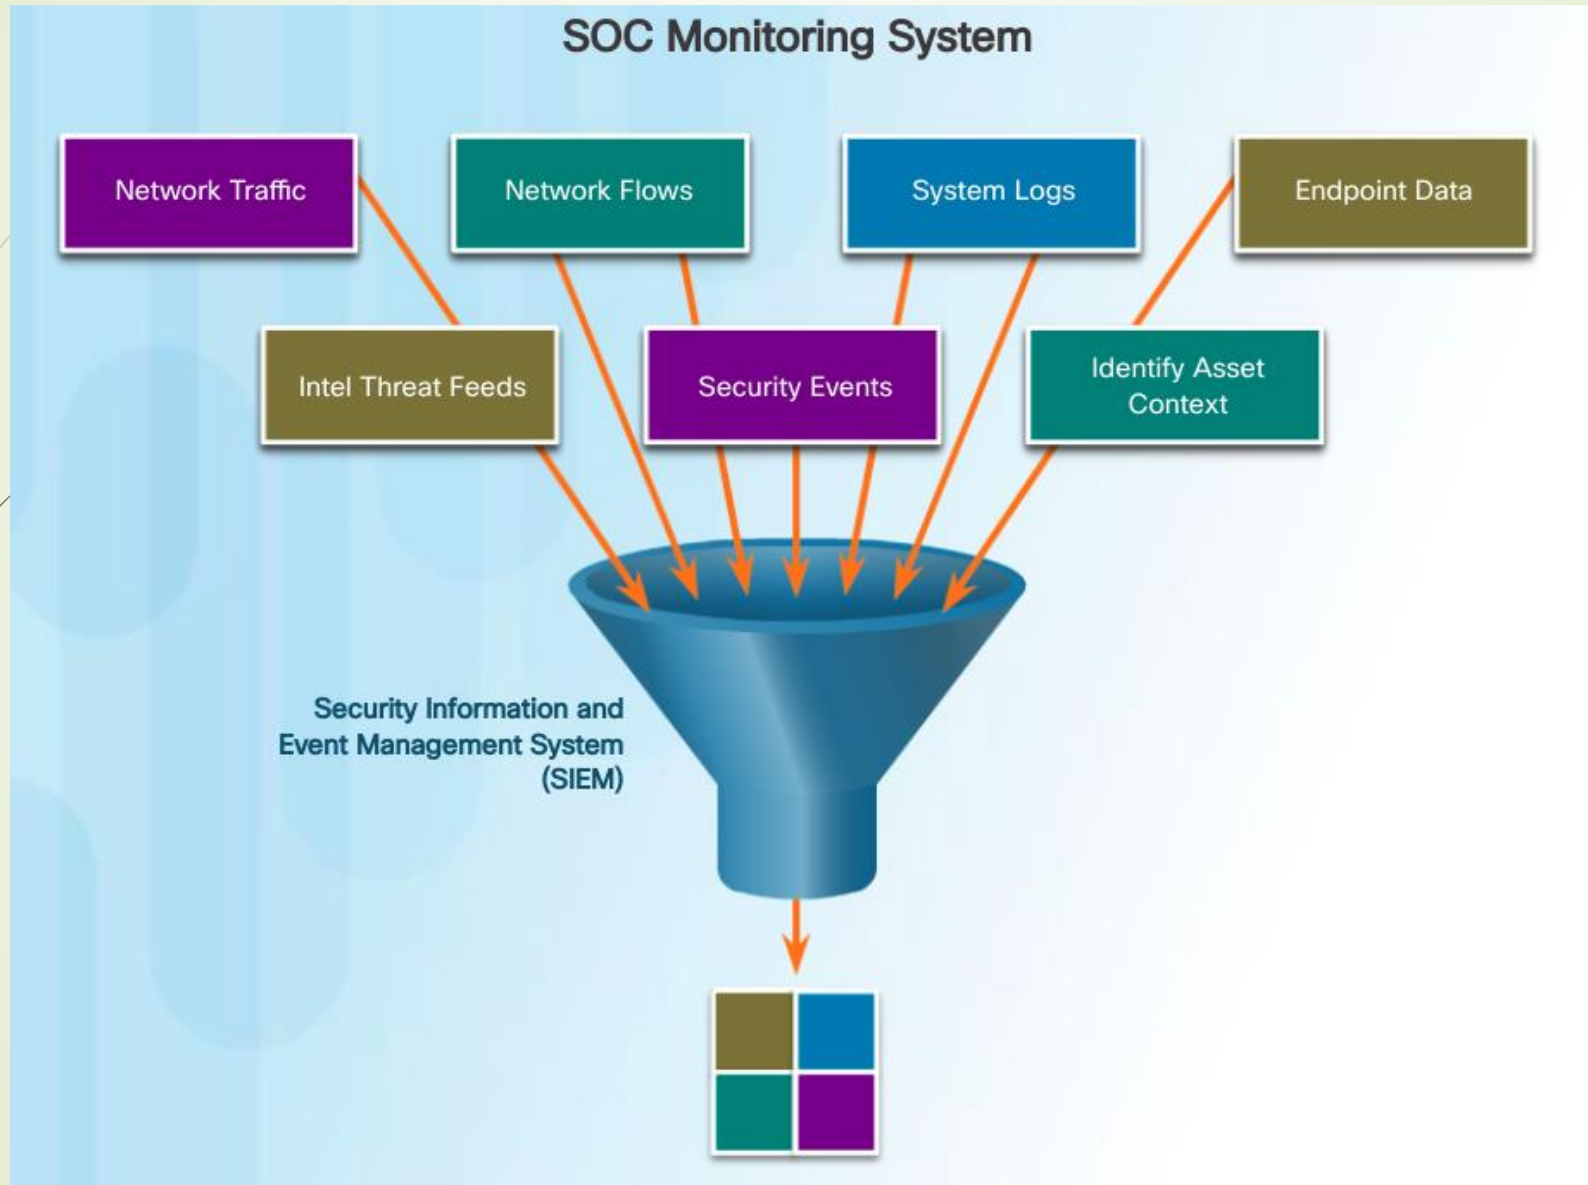 SOC Monitoring System
Network Traffic
Network Flows
System Logs
Endpoint Data
Intel Threat Feeds
Security Events
Identify Asset
Context
Security Information and
Event Management System
(SIEM)